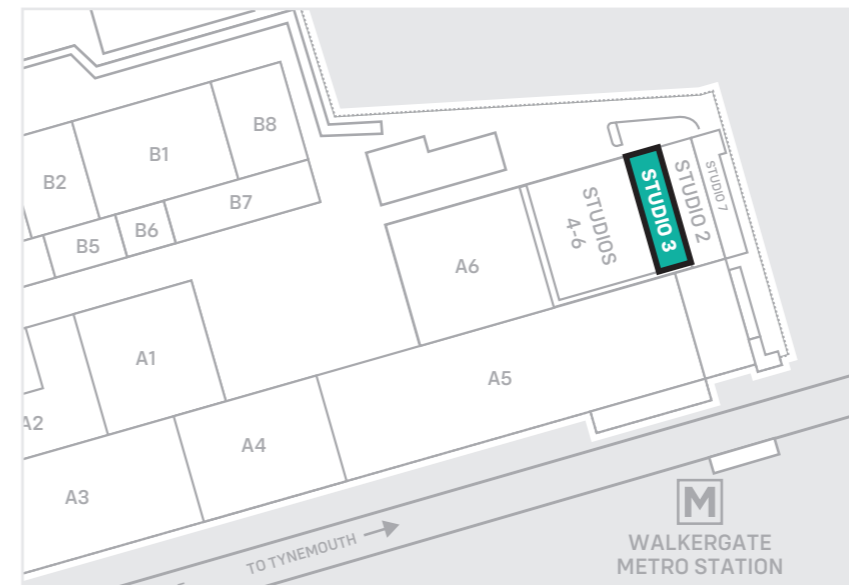 B8
B1
B2
B7
B6
B5
STUDIO 7
STUDIO 2
STUDIO 3
STUDIOS
4-6
A6
A1
A5
A2
A4
A3
TO TYNEMOUTH
M
WALKERGATE
METRO STATION